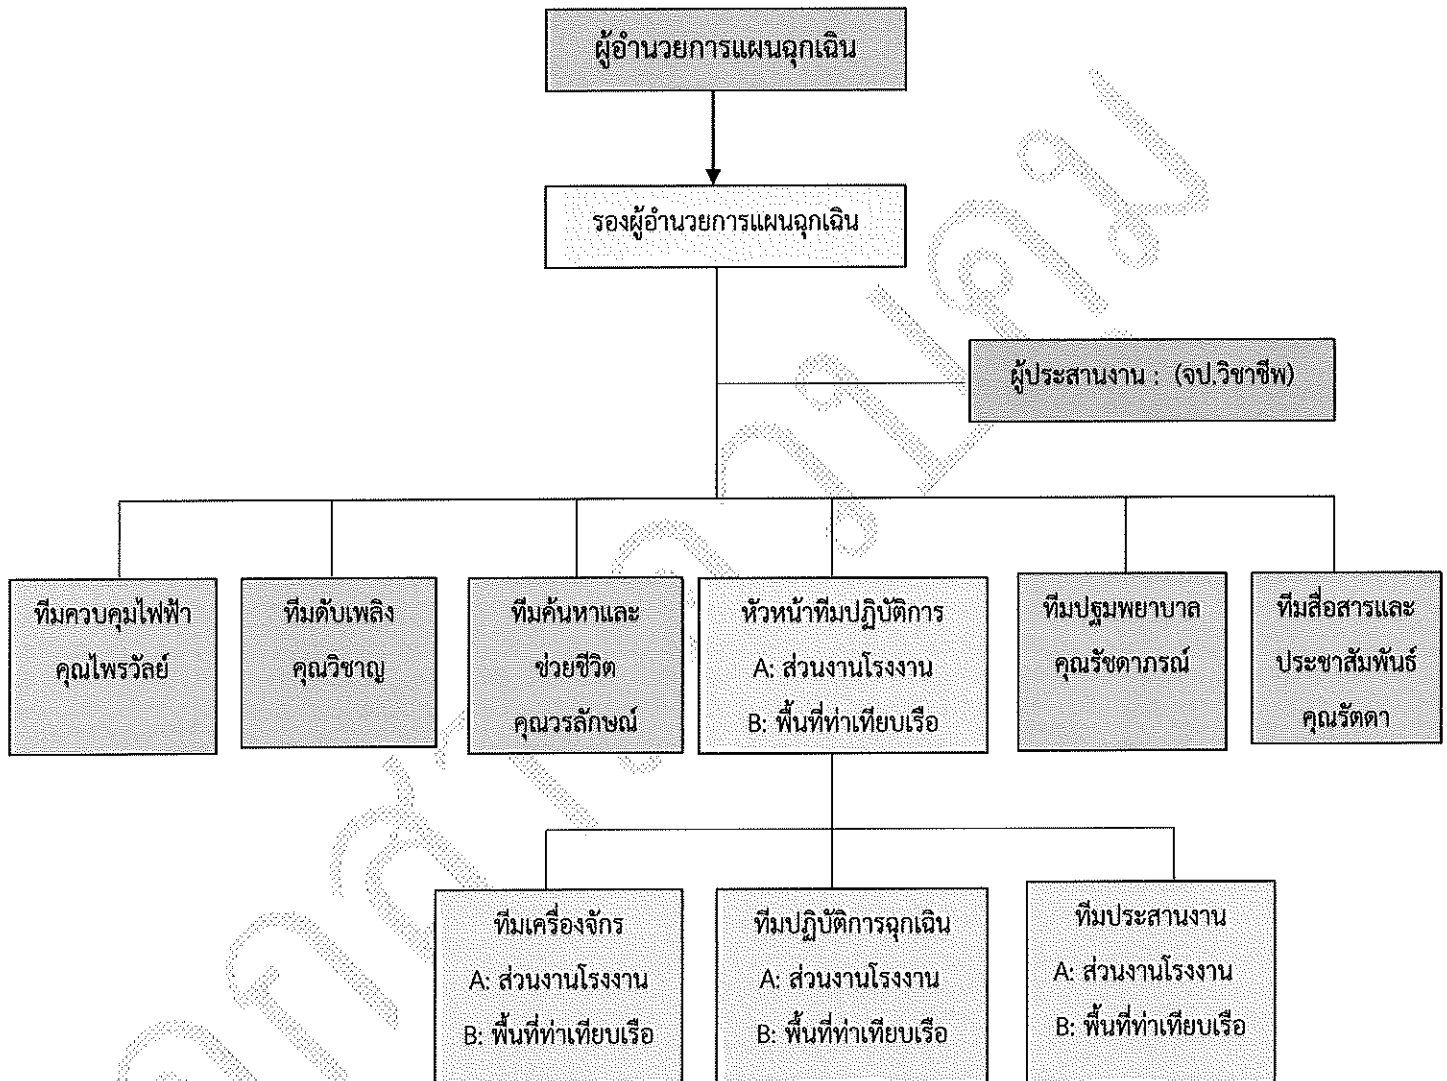 ผู้อำนวยการแผนฉุกเฉิน
รองผู้อำนวยการแผนฉุกเฉิน
ผู้ประสานงาน : (จป.วิชาชีพ)
ทีมควบคุมไฟฟ้า
คุณไพรวัลย์
ทีมดับเพลิง
คุณวิชาญ
ทีมค้นหาและ
ช่วยชีวิต
คุณวรลักษณ์
หัวหน้าทีมปฏิบัติการ
A: ส่วนงานโรงงาน
B: พื้นที่ท่าเทียบเรือ
ทีมปฐมพยาบาล
คุณรัชดาภรณ์
ทีมสื่อสารและ
ประชาสัมพันธ์
คุณรัตดา
ทีมเครื่องจักร
A: ส่วนงานโรงงาน
B: พื้นที่ท่าเทียบเรือ
ทีมปฏิบัติการฉุกเฉิน
A: ส่วนงานโรงงาน
B: พื้นที่ท่าเทียบเรือ
ทีมประสานงาน
A: ส่วนงานโรงงาน
B: พื้นที่ท่าเทียบเรือ